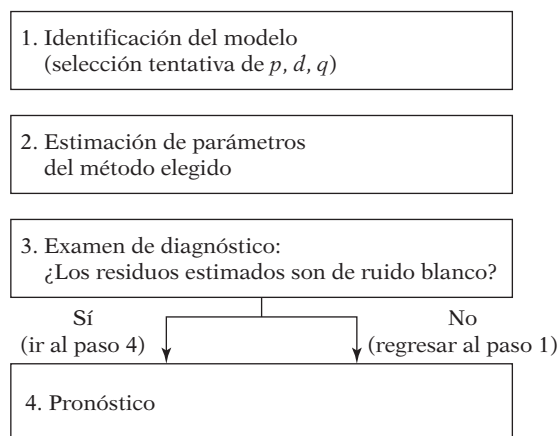 1. Identificación del modelo
(selección tentativa de p, d, q)
2. Estimación de parámetros
del método elegido
3. Examen de diagnóstico:
¿Los residuos estimados son de ruido blanco?
Sí
(ir al paso 4)
No
(regresar al paso 1)
4. Pronóstico